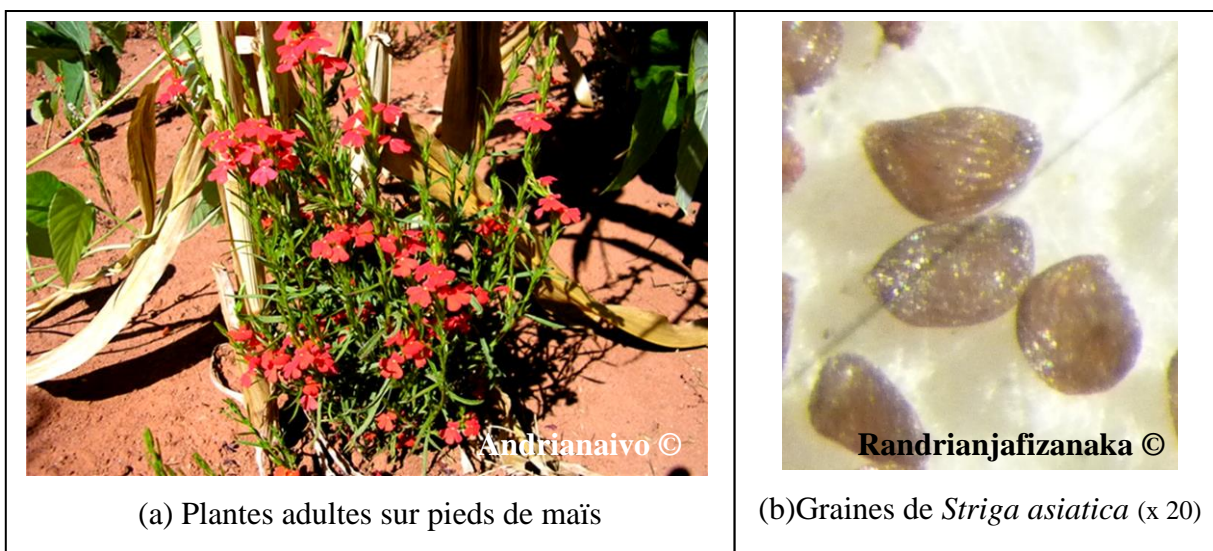 Andrianaivo ©
Randrianjafizanaka ©
(a) Plantes adultes sur pieds de maïs
(b)Graines de Striga asiatica (x 20)